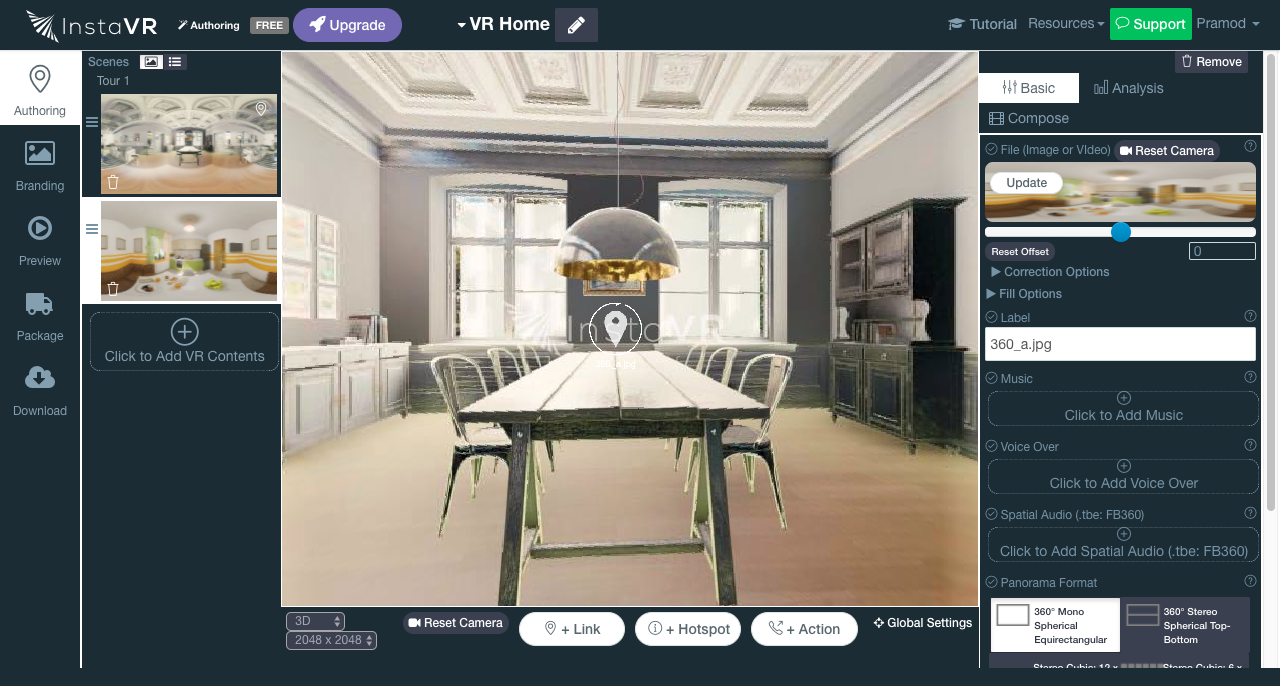 InstaVR
Authoring
FREE
Upgrade
VR Home
Tutorial
Resources
Support
Pramod
Authoring
Branding
Preview
Package
Download
Scenes
Tour 1
Click to Add VR Contents
InstaVR
360_a.jpg
3D
2048 x 2048
Reset Camera
+ Link
+ Hotspot
+ Action
Global Settings
Remove
Basic
Analysis
Compose
File (Image or VIdeo)
Reset Camera
Update
Reset Offset
0
Correction Options
Fill Options
Label
360_a.jpg
Music
Click to Add Music
Voice Over
Click to Add Voice Over
Spatial Audio (.tbe: FB360)
Click to Add Spatial Audio (.tbe: FB360)
Panorama Format
360° Mono
Spherical
Equirectangular
360° Stereo
Spherical Top-
Bottom
Stereo Cubic: 12 x
Stereo Cubic: 6 x